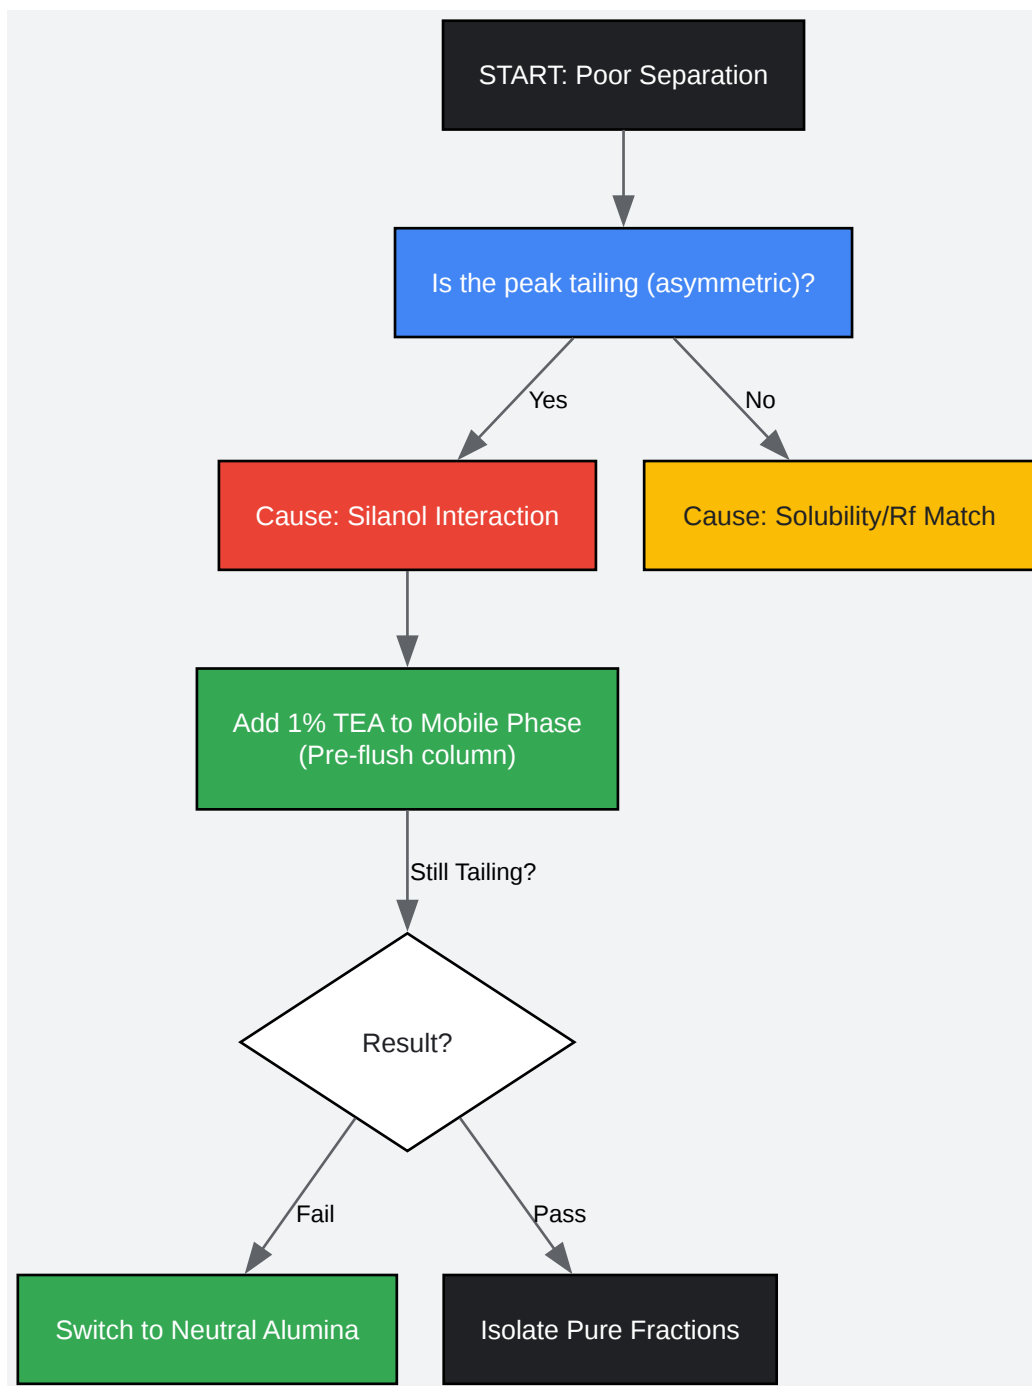 START: Poor Separation
Is the peak tailing (asymmetric)?
Yes
No
Cause: Silanol Interaction
Cause: Solubility/Rf Match
Add 1% TEA to Mobile Phase
(Pre-flush column)
Still Tailing?
Result?
Fail
Pass
Switch to Neutral Alumina
Isolate Pure Fractions